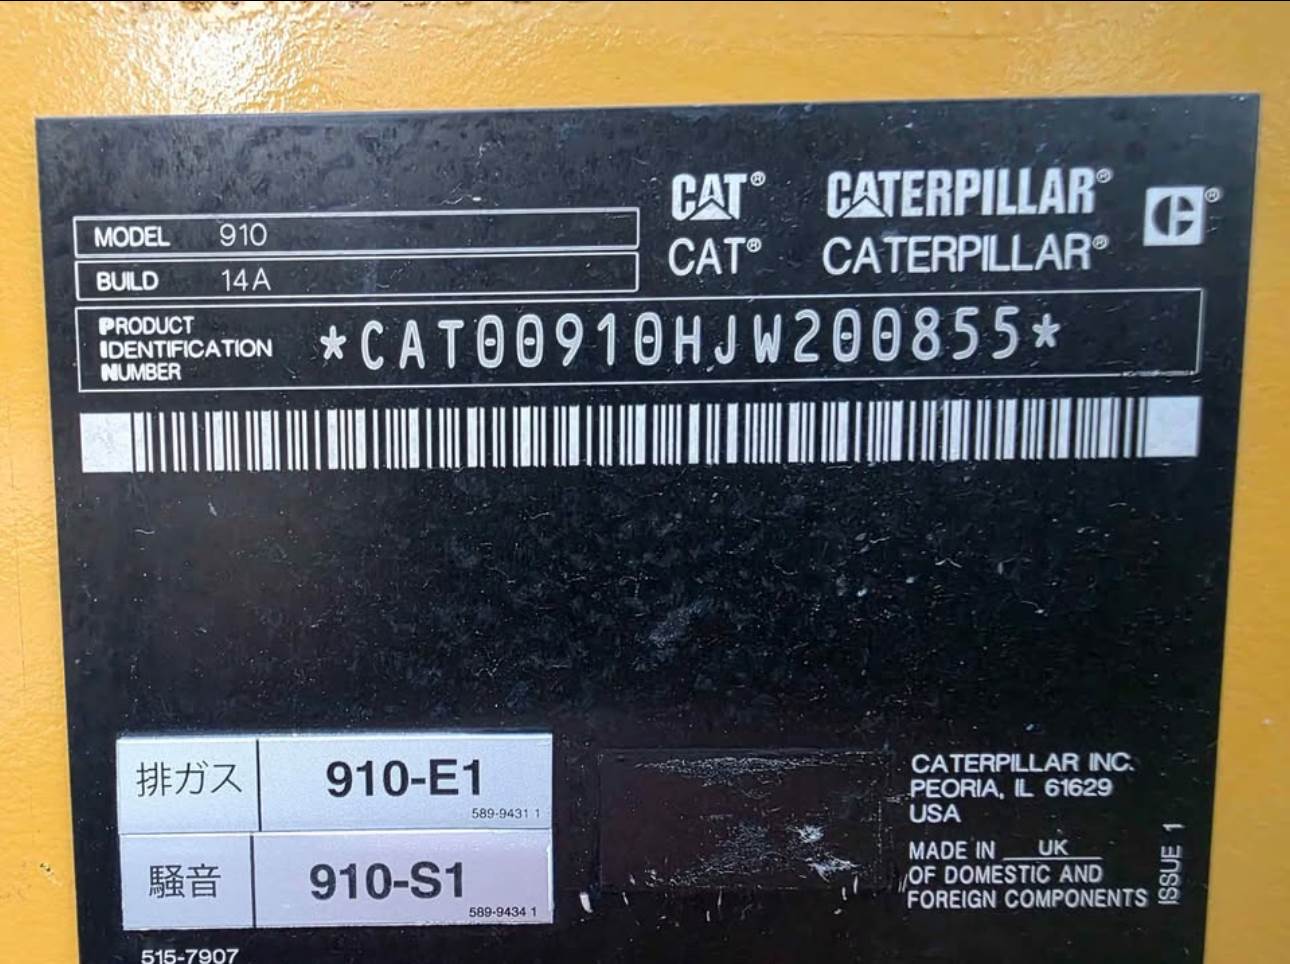 CAT® CATERPILLAR® C®
CAT® CATERPILLAR®
MODEL 910
BUILD 14A
PRODUCT
IDENTIFICATION
NUMBER
*CAT00910HJW200855*
排ガス 910-E1
589-9431 1
騒音 910-S1
589-9434 1
515-7907
CATERPILLAR INC.
PEORIA, IL 61629
USA
MADE IN UK
OF DOMESTIC AND
FOREIGN COMPONENTS
ISSUE 1